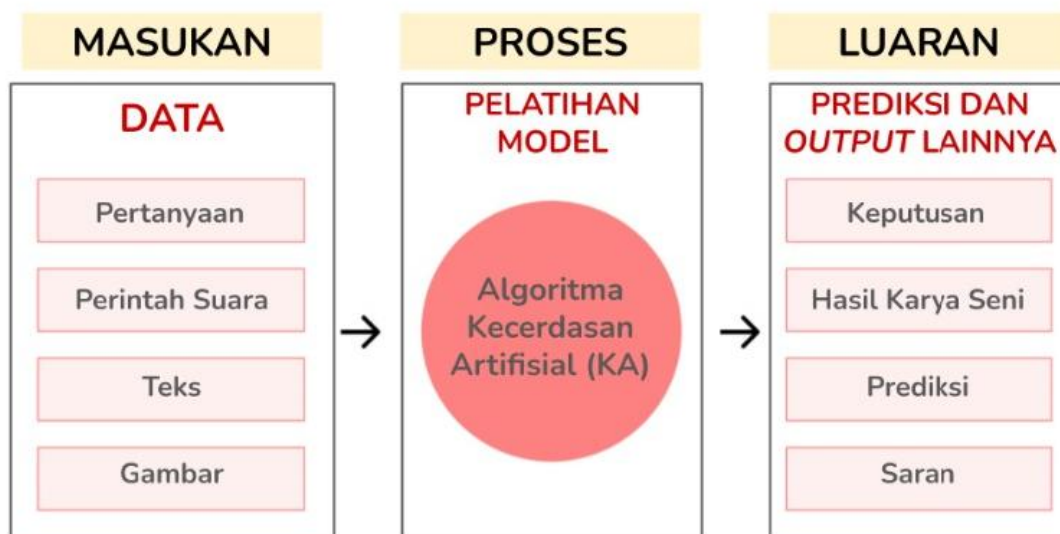 MASUKAN
DATA
Pertanyaan
Perintah Suara
Teks
Gambar
PROSES
PELATIHAN
MODEL
Algoritma
Kecerdasan
Artifisial (KA)
LUARAN
PREDIKSI DAN
OUTPUT LAINNYA
Keputusan
Hasil Karya Seni
Prediksi
Saran